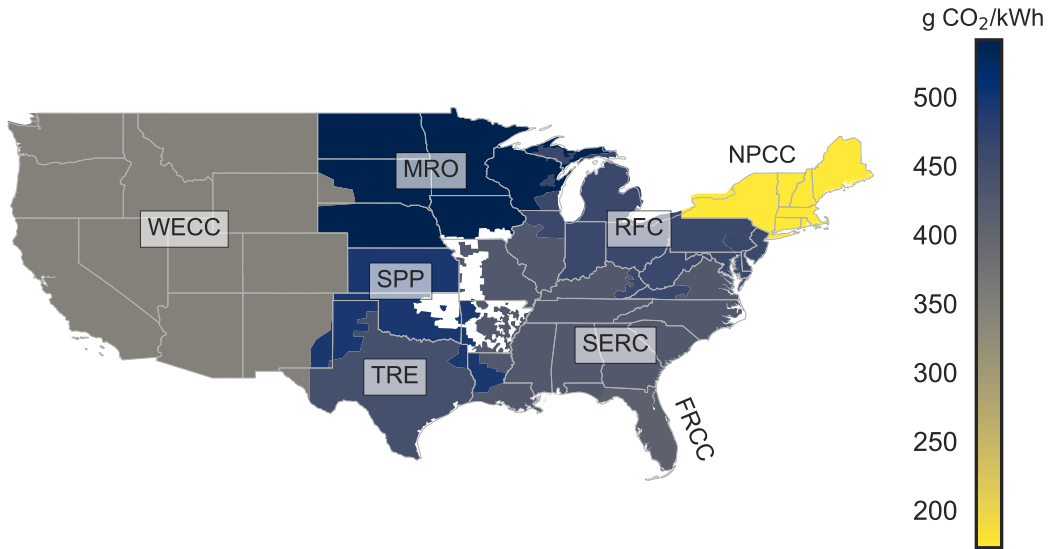 g CO₂/kWh
500
450
400
350
300
250
200
NPCC
MRO
WECC
RFC
SPP
SERC
TRE
FRCC